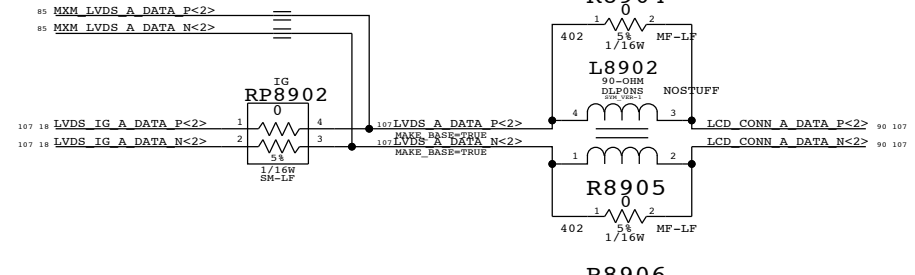 85 MXM_LVDS_A_DATA_P<2>
85 MXM_LVDS_A_DATA_N<2>
0
1 2
402 5% MF-LF
1/16W
L8902
90-OHM
DLP0NS
SYM_VER-1
NOSTUFF
IG
RP8902
0
4 3
107 18 LVDS_IG_A_DATA_P<2> 1 4 107 LVDS_A_DATA_P<2> LCD_CONN_A_DATA_P<2> 90 107
MAKE_BASE=TRUE
107 18 LVDS_IG_A_DATA_N<2> 2 3 107 LVDS_A_DATA_N<2> LCD_CONN_A_DATA_N<2> 90 107
MAKE_BASE=TRUE
5%
1/16W
SM-LF
1 2
R8905
0
1 2
402 5% MF-LF
1/16W
R8906